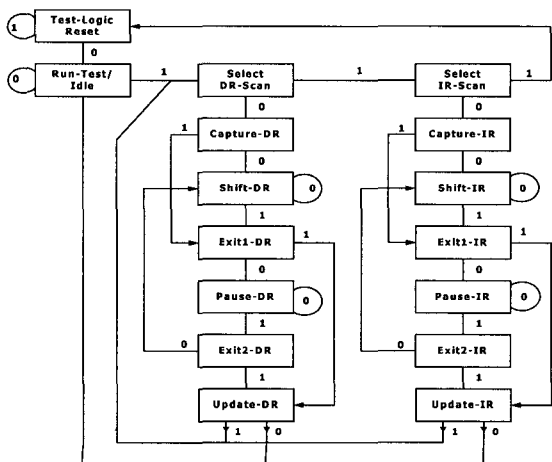 Test-Logic
Reset
1
0
Run-Test/
Idle
0
1
Select
DR-Scan
1
Select
IR-Scan
1
0
0
1
Capture-DR
1
Capture-IR
0
0
Shift-DR
0
Shift-IR
0
1
1
Exit1-DR
1
Exit1-IR
1
0
0
Pause-DR
0
Pause-IR
0
1
1
0
Exit2-DR
0
Exit2-IR
1
1
Update-DR
Update-IR
1
0
1
0